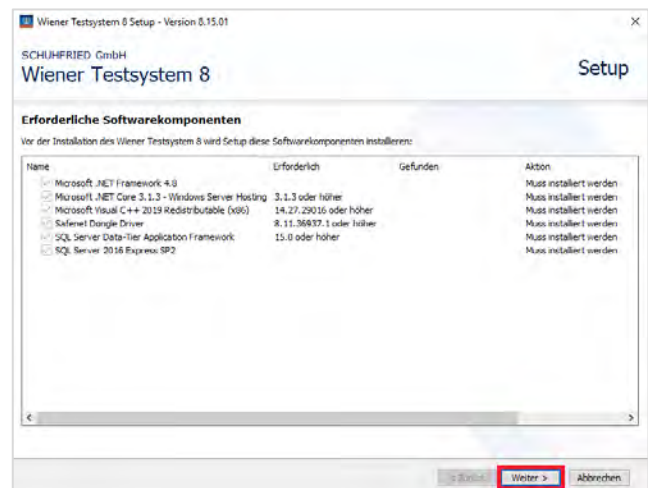 Wiener Testsystem 8 Setup - Version 8.15.01
SCHUHFRIED GmbH
Wiener Testsystem 8
Setup
Erforderliche Softwarekomponenten
Vor der Installation des Wiener Testsystem 8 wird Setup diese Softwarekomponenten installieren:
Name Erforderlich Gefunden Aktion
Microsoft .NET Framework 4.8 Muss installiert werden
Microsoft .NET Core 3.1.3 - Windows Server Hosting 3.1.3 oder höher Muss installiert werden
Microsoft Visual C++ 2019 Redistributable (x86) 14.27.29016 oder höher Muss installiert werden
Safenet Dongle Driver 8.11.36937.1 oder höher Muss installiert werden
SQL Server Data-Tier Application Framework 15.0 oder höher Muss installiert werden
SQL Server 2016 Express SP2 Muss installiert werden
< Zurück Weiter > Abbrechen